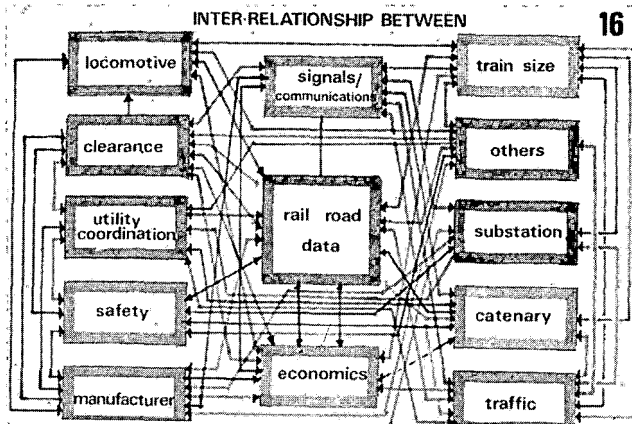 INTER-RELATIONSHIP BETWEEN
16
locomotive
signals/
communications
train size
clearance
others
utility
coordination
rail road
data
substation
safety
catenary
manufacturer
economics
traffic